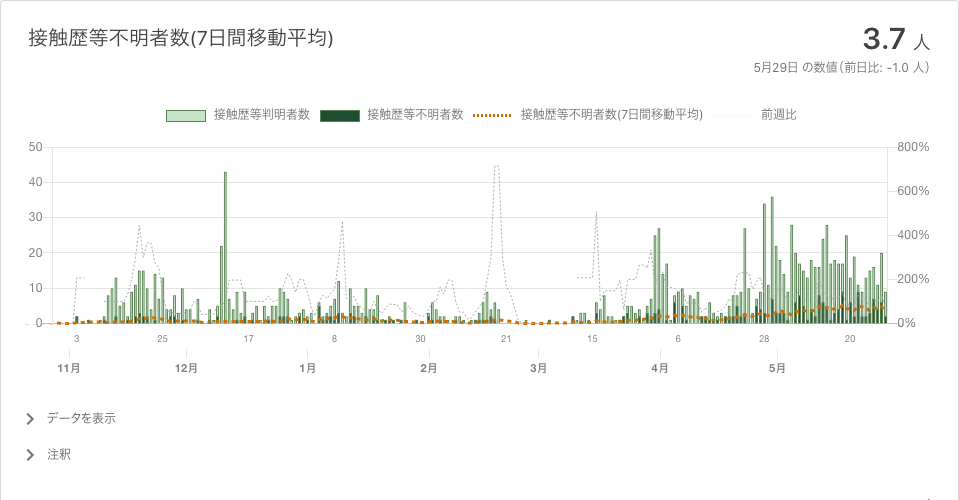 接触歴等不明者数(7日間移動平均)
3.7 人
5月29日 の数値（前日比: -1.0 人）
接触歴等判明者数 接触歴等不明者数 接触歴等不明者数(7日間移動平均) 前週比
50 800%
40 600%
30 400%
20 200%
10 0%
0
3 25 17 8 30 21 15 6 28 20
11月 12月 1月 2月 3月 4月 5月
データを表示
注釈